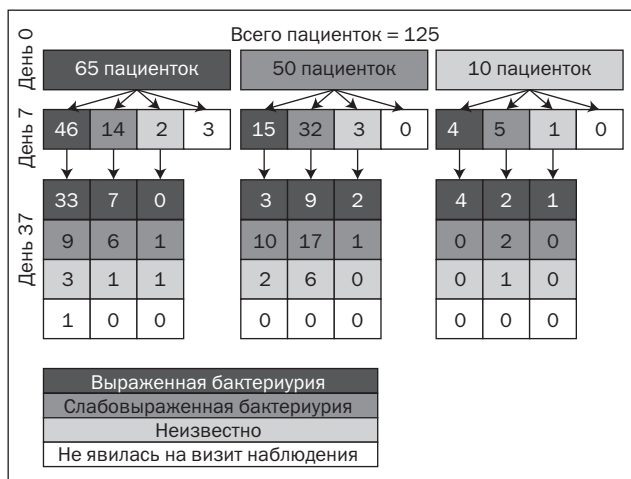 Всего пациенток = 125
День 0
65 пациенток 50 пациенток 10 пациенток
День 7
46 14 2 3 15 32 3 0 4 5 1 0
День 37
33 7 0 3 9 2 4 2 1
9 6 1 10 17 1 0 2 0
3 1 1 2 6 0 0 1 0
1 0 0 0 0 0 0 0 0
Выраженная бактериурия
Слабовыраженная бактериурия
Неизвестно
Не явилась на визит наблюдения